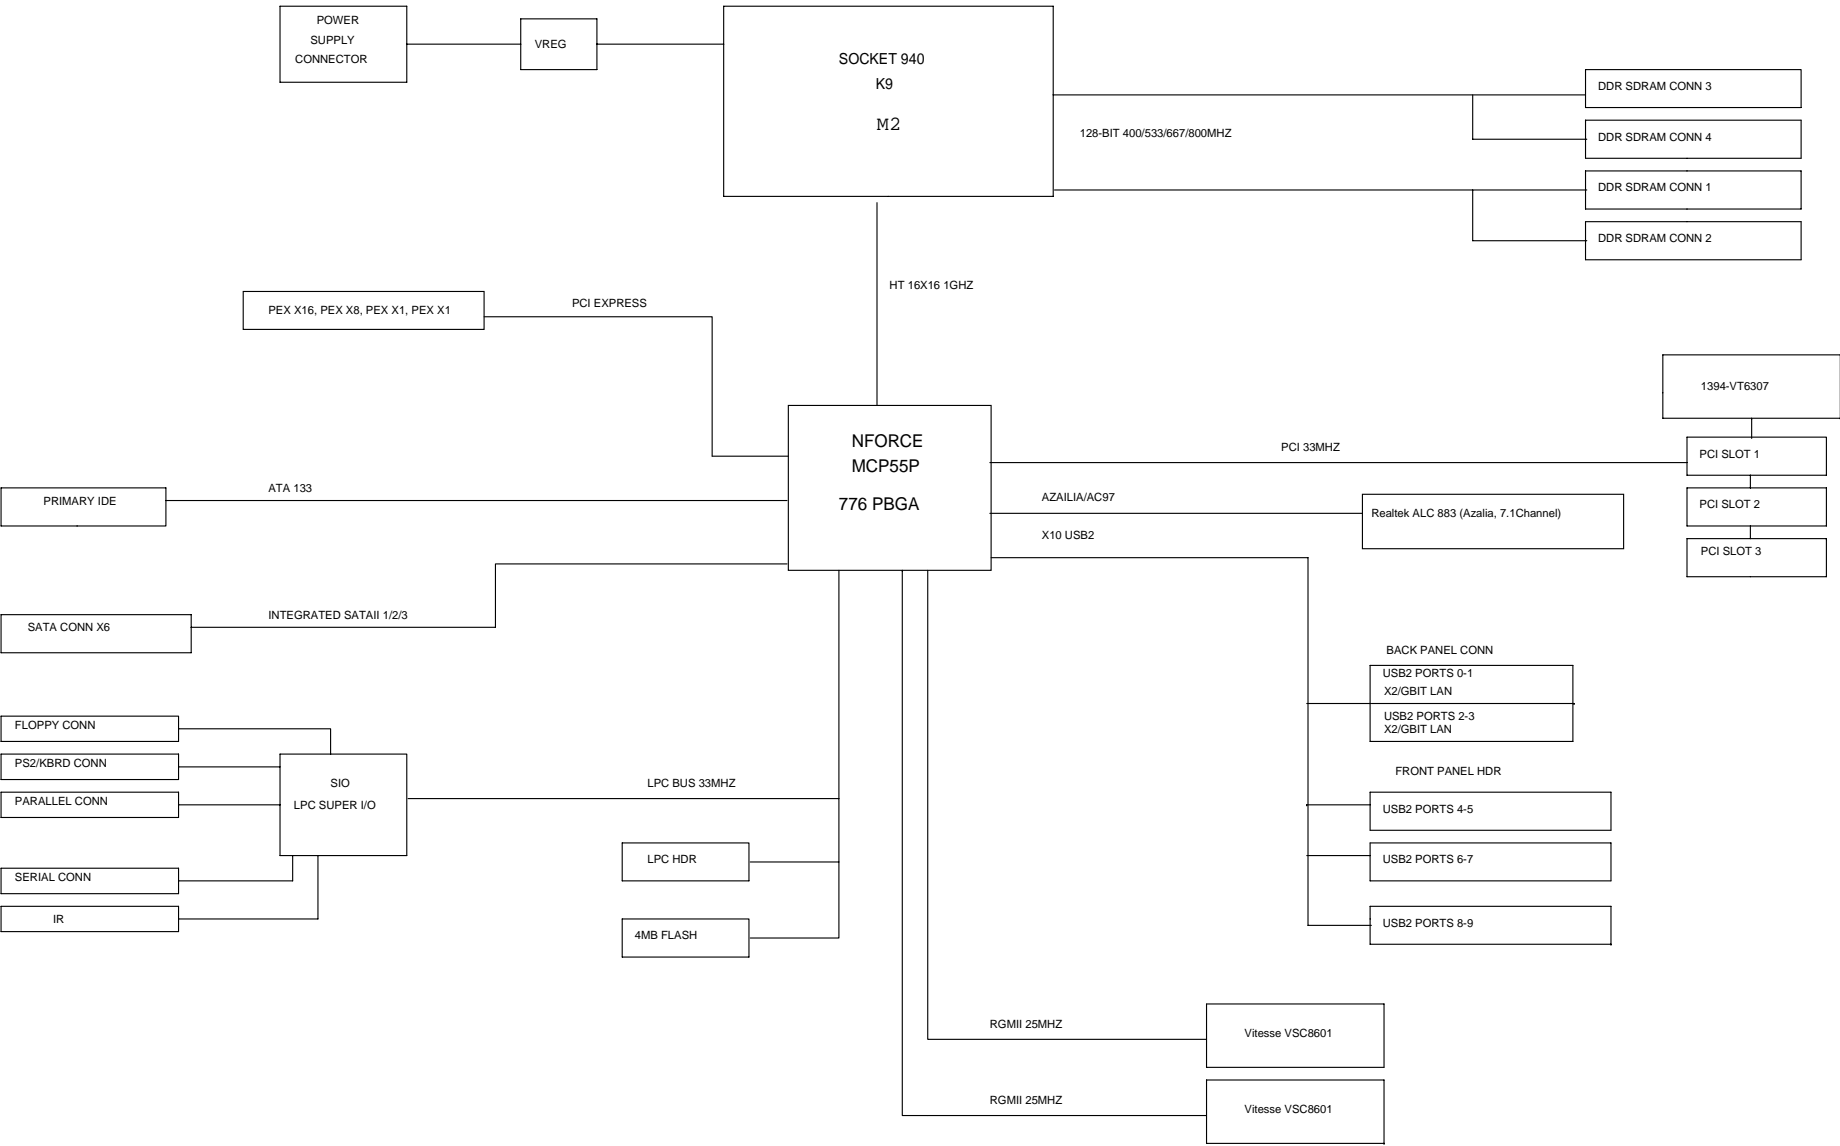 POWER
SUPPLY
CONNECTOR
VREG
SOCKET 940
K9
M2
DDR SDRAM CONN 3
128-BIT 400/533/667/800MHZ
DDR SDRAM CONN 4
DDR SDRAM CONN 1
DDR SDRAM CONN 2
HT 16X16 1GHZ
PCI EXPRESS
PEX X16, PEX X8, PEX X1, PEX X1
1394-VT6307
NFORCE
MCP55P
776 PBGA
PCI 33MHZ
PCI SLOT 1
PCI SLOT 2
PCI SLOT 3
ATA 133
PRIMARY IDE
AZAILIA/AC97
Realtek ALC 883 (Azalia, 7.1Channel)
X10 USB2
INTEGRATED SATAII 1/2/3
SATA CONN X6
BACK PANEL CONN
USB2 PORTS 0-1
X2/GBIT LAN
USB2 PORTS 2-3
X2/GBIT LAN
FLOPPY CONN
PS2/KBRD CONN
PARALLEL CONN
SIO
LPC SUPER I/O
LPC BUS 33MHZ
FRONT PANEL HDR
USB2 PORTS 4-5
USB2 PORTS 6-7
USB2 PORTS 8-9
LPC HDR
SERIAL CONN
IR
4MB FLASH
RGMII 25MHZ
Vitesse VSC8601
RGMII 25MHZ
Vitesse VSC8601